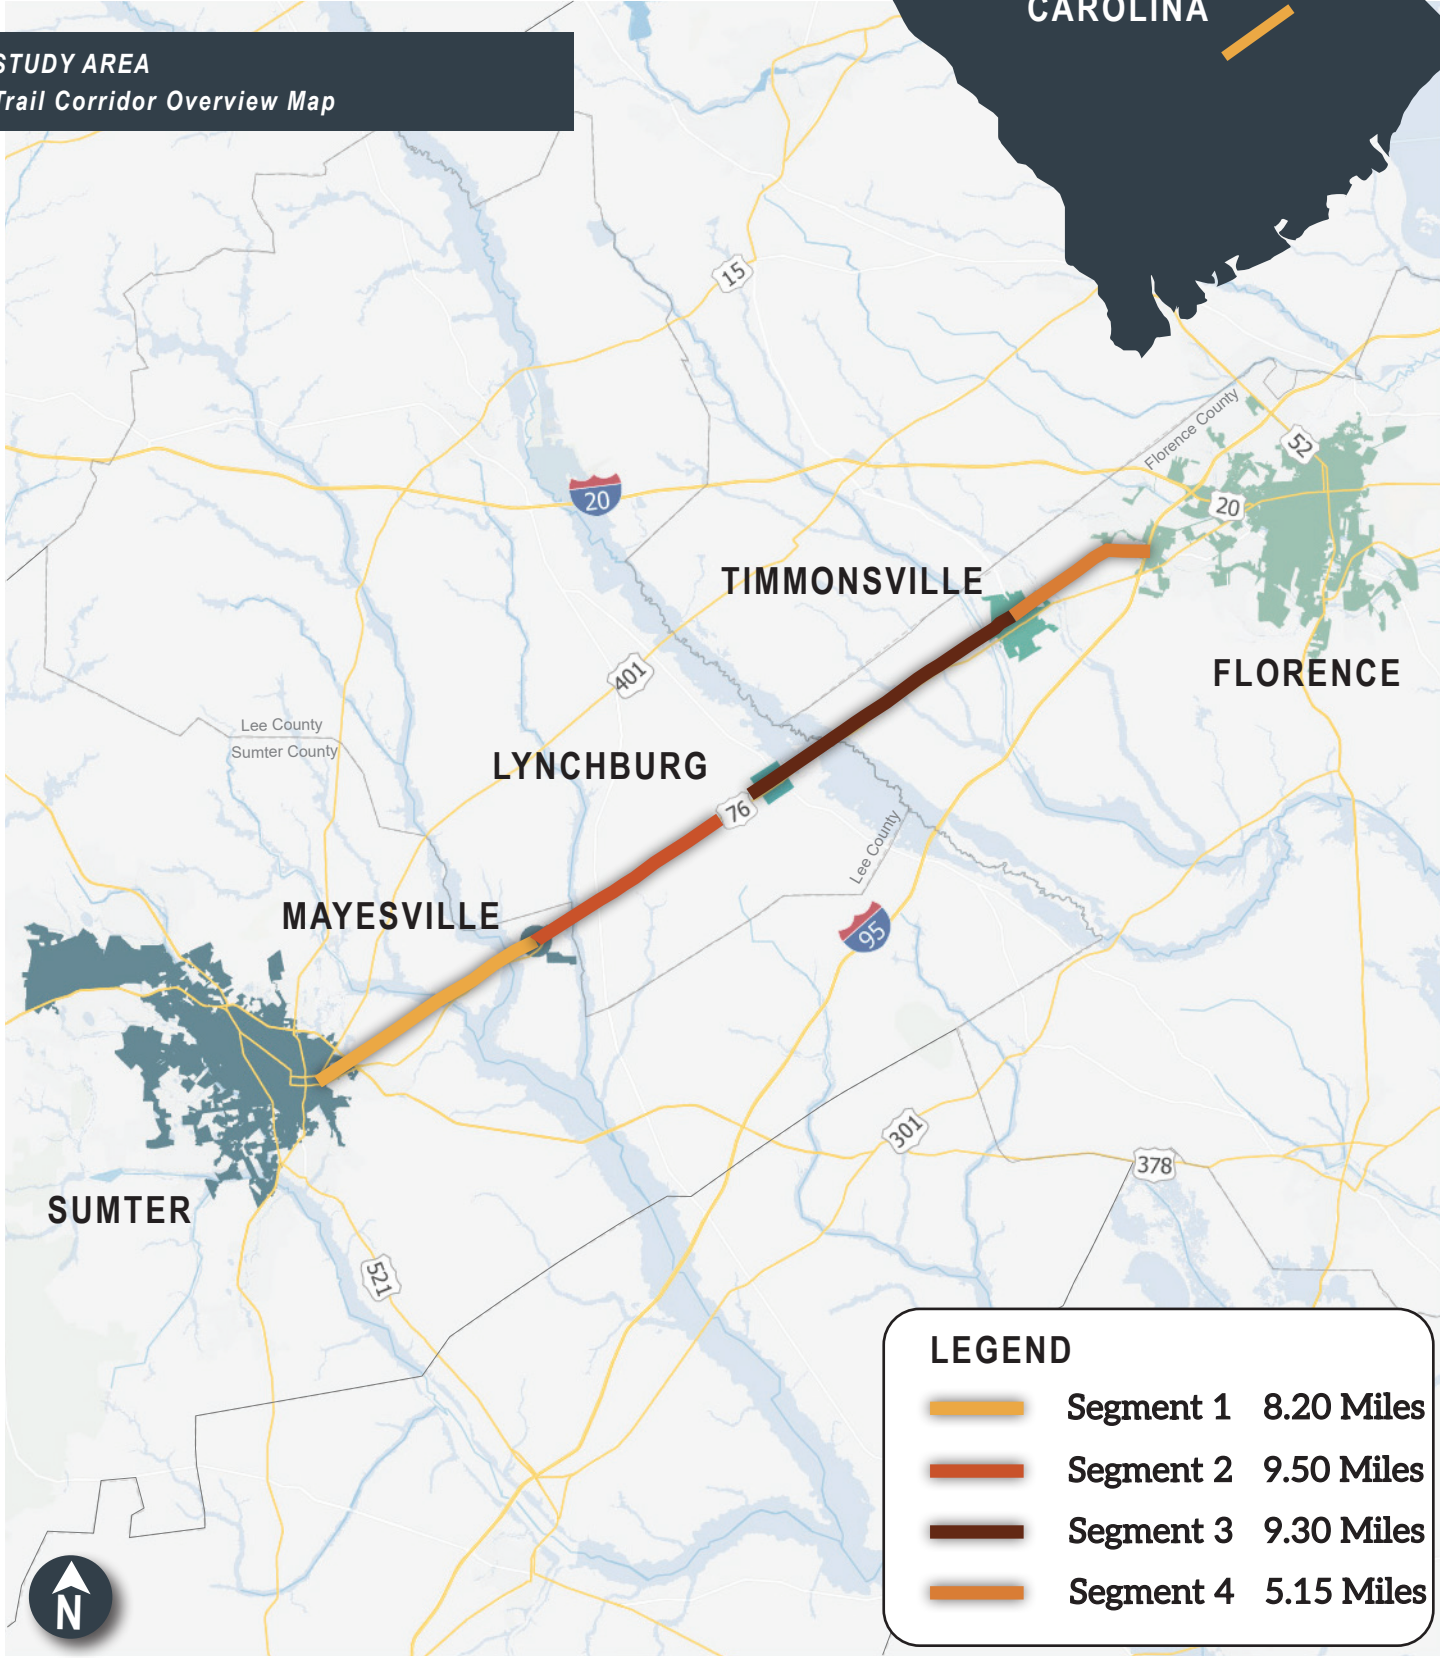 CAROLINA
STUDY AREA
Trail Corridor Overview Map
15
Florence County
52
20
20
TIMMONSVILLE
401
FLORENCE
Lee County
Sumter County
LYNCHBURG
76
Lee County
MAYESVILLE
95
301
378
SUMTER
521
LEGEND
Segment 1 8.20 Miles
Segment 2 9.50 Miles
Segment 3 9.30 Miles
Segment 4 5.15 Miles
N